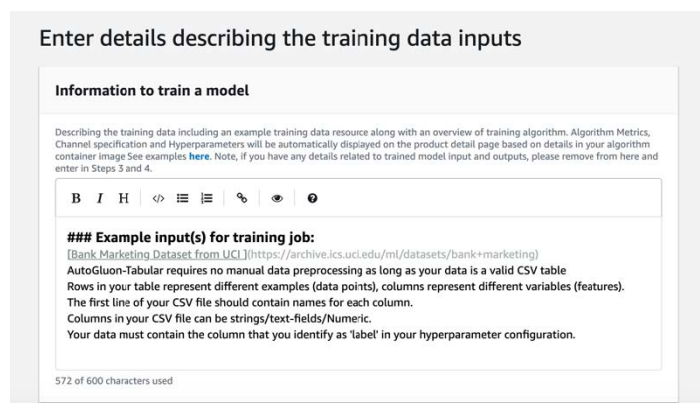 Enter details describing the training data inputs
Information to train a model
Describing the training data including an example training data resource along with an overview of training algorithm. Algorithm Metrics,
Channel specification and Hyperparameters will be automatically displayed on the product detail page based on details in your algorithm
container image See examples here. Note, if you have any details related to trained model input and outputs, please remove from here and
enter in Steps 3 and 4.
B I H </>
### Example input(s) for training job:
[Bank Marketing Dataset from UCI ](https://archive.ics.uci.edu/ml/datasets/bank+marketing)
AutoGluon-Tabular requires no manual data preprocessing as long as your data is a valid CSV table
Rows in your table represent different examples (data points), columns represent different variables (features).
The first line of your CSV file should contain names for each column.
Columns in your CSV file can be strings/text-fields/Numeric.
Your data must contain the column that you identify as 'label' in your hyperparameter configuration.
572 of 600 characters used